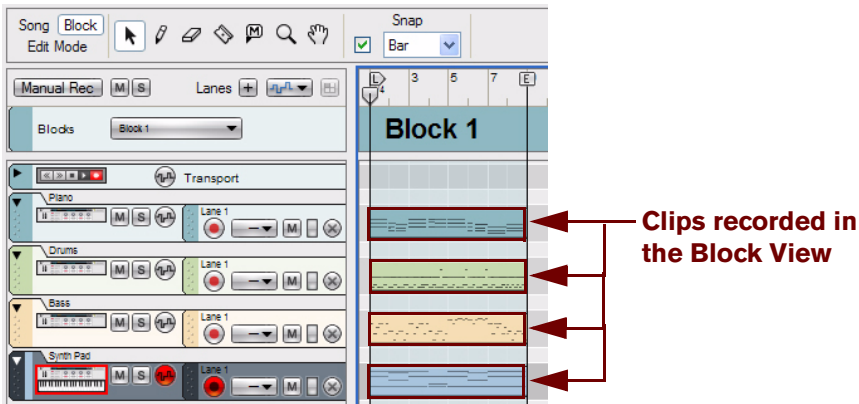 Song Block
Edit Mode
Snap
Bar
Manual Rec M S Lanes +
L 3 5 7 E
4
Blocks Block 1
Block 1
Transport
Piano
M S Lane 1
M
Drums
M S Lane 1
M
Bass
M S Lane 1
M
Synth Pad
M S Lane 1
M
Clips recorded in
the Block View